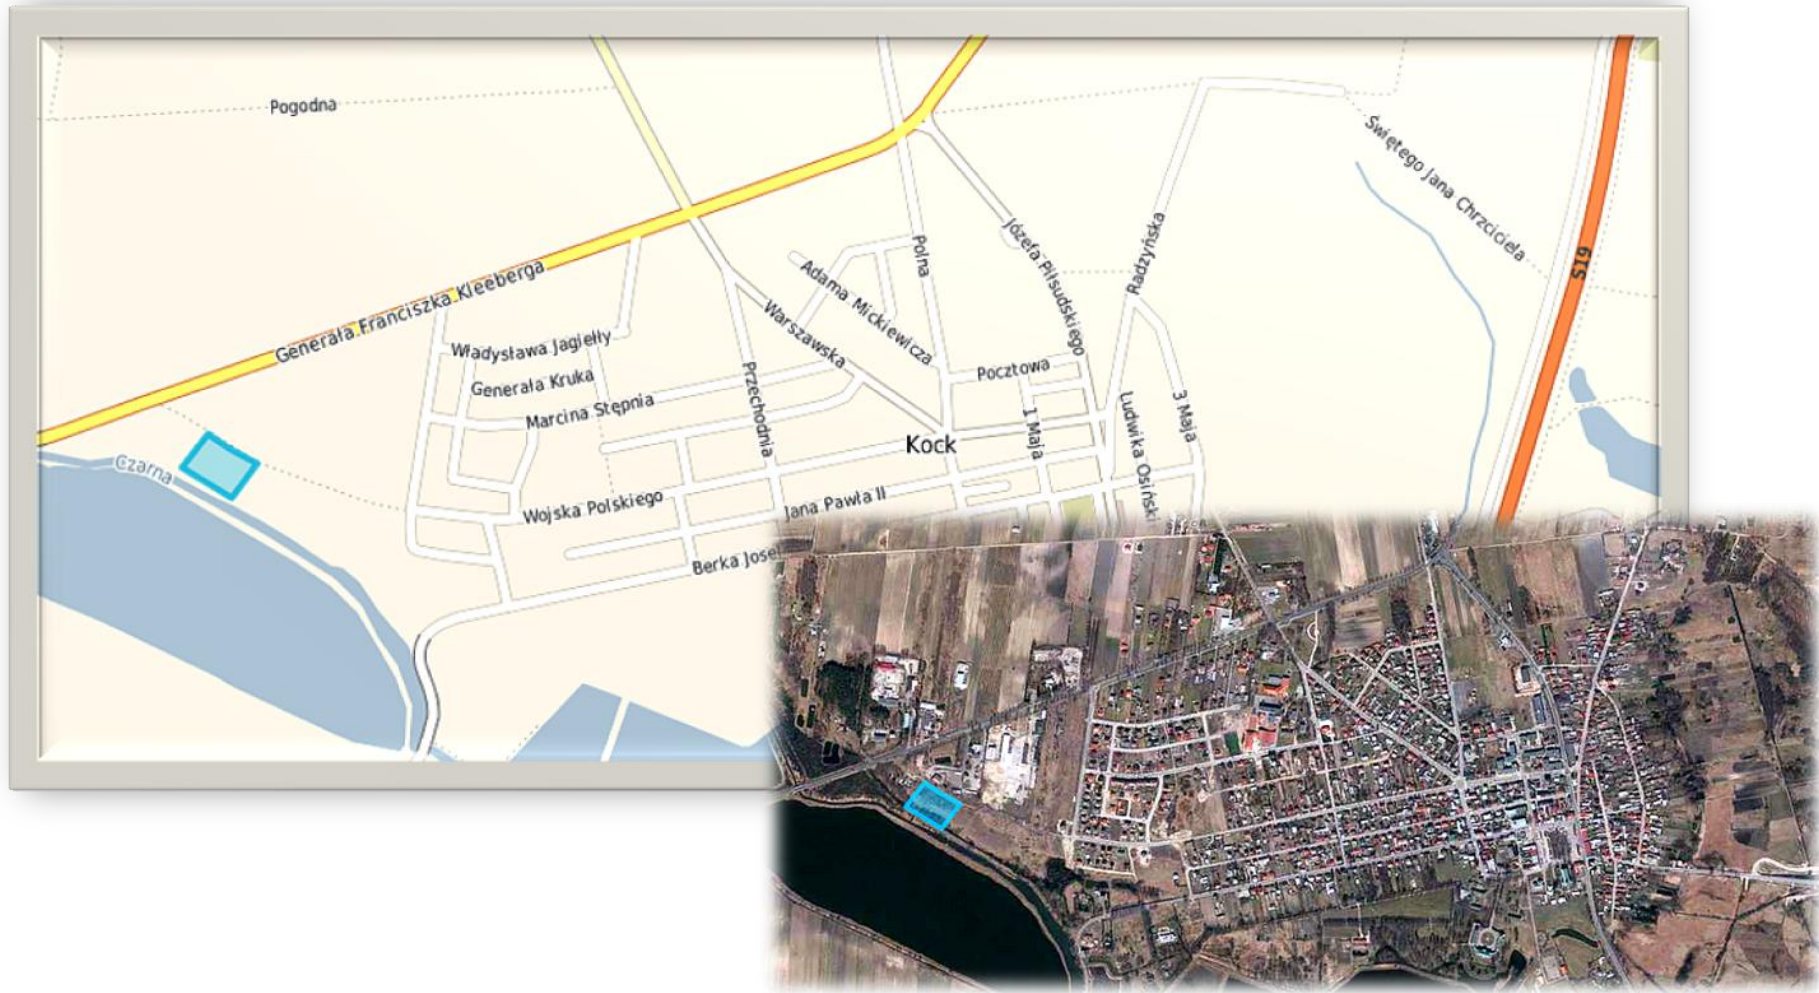 Pogodna
Świętego Jana Chrzciciela
Józefa Piłsudskiego
Radzyńska
Polna
S19
Generała Franciszka Kleeberga
Adama Mickiewicza
Warszawska
Władysława Jagiełły
Generała Kruka
Pocztowa
Przechodnia
Marcina Stępnia
1 Maja
Ludwika Osiński
3 Maja
Kock
Czarna
Wojska Polskiego
Jana Pawła II
Berka Josel